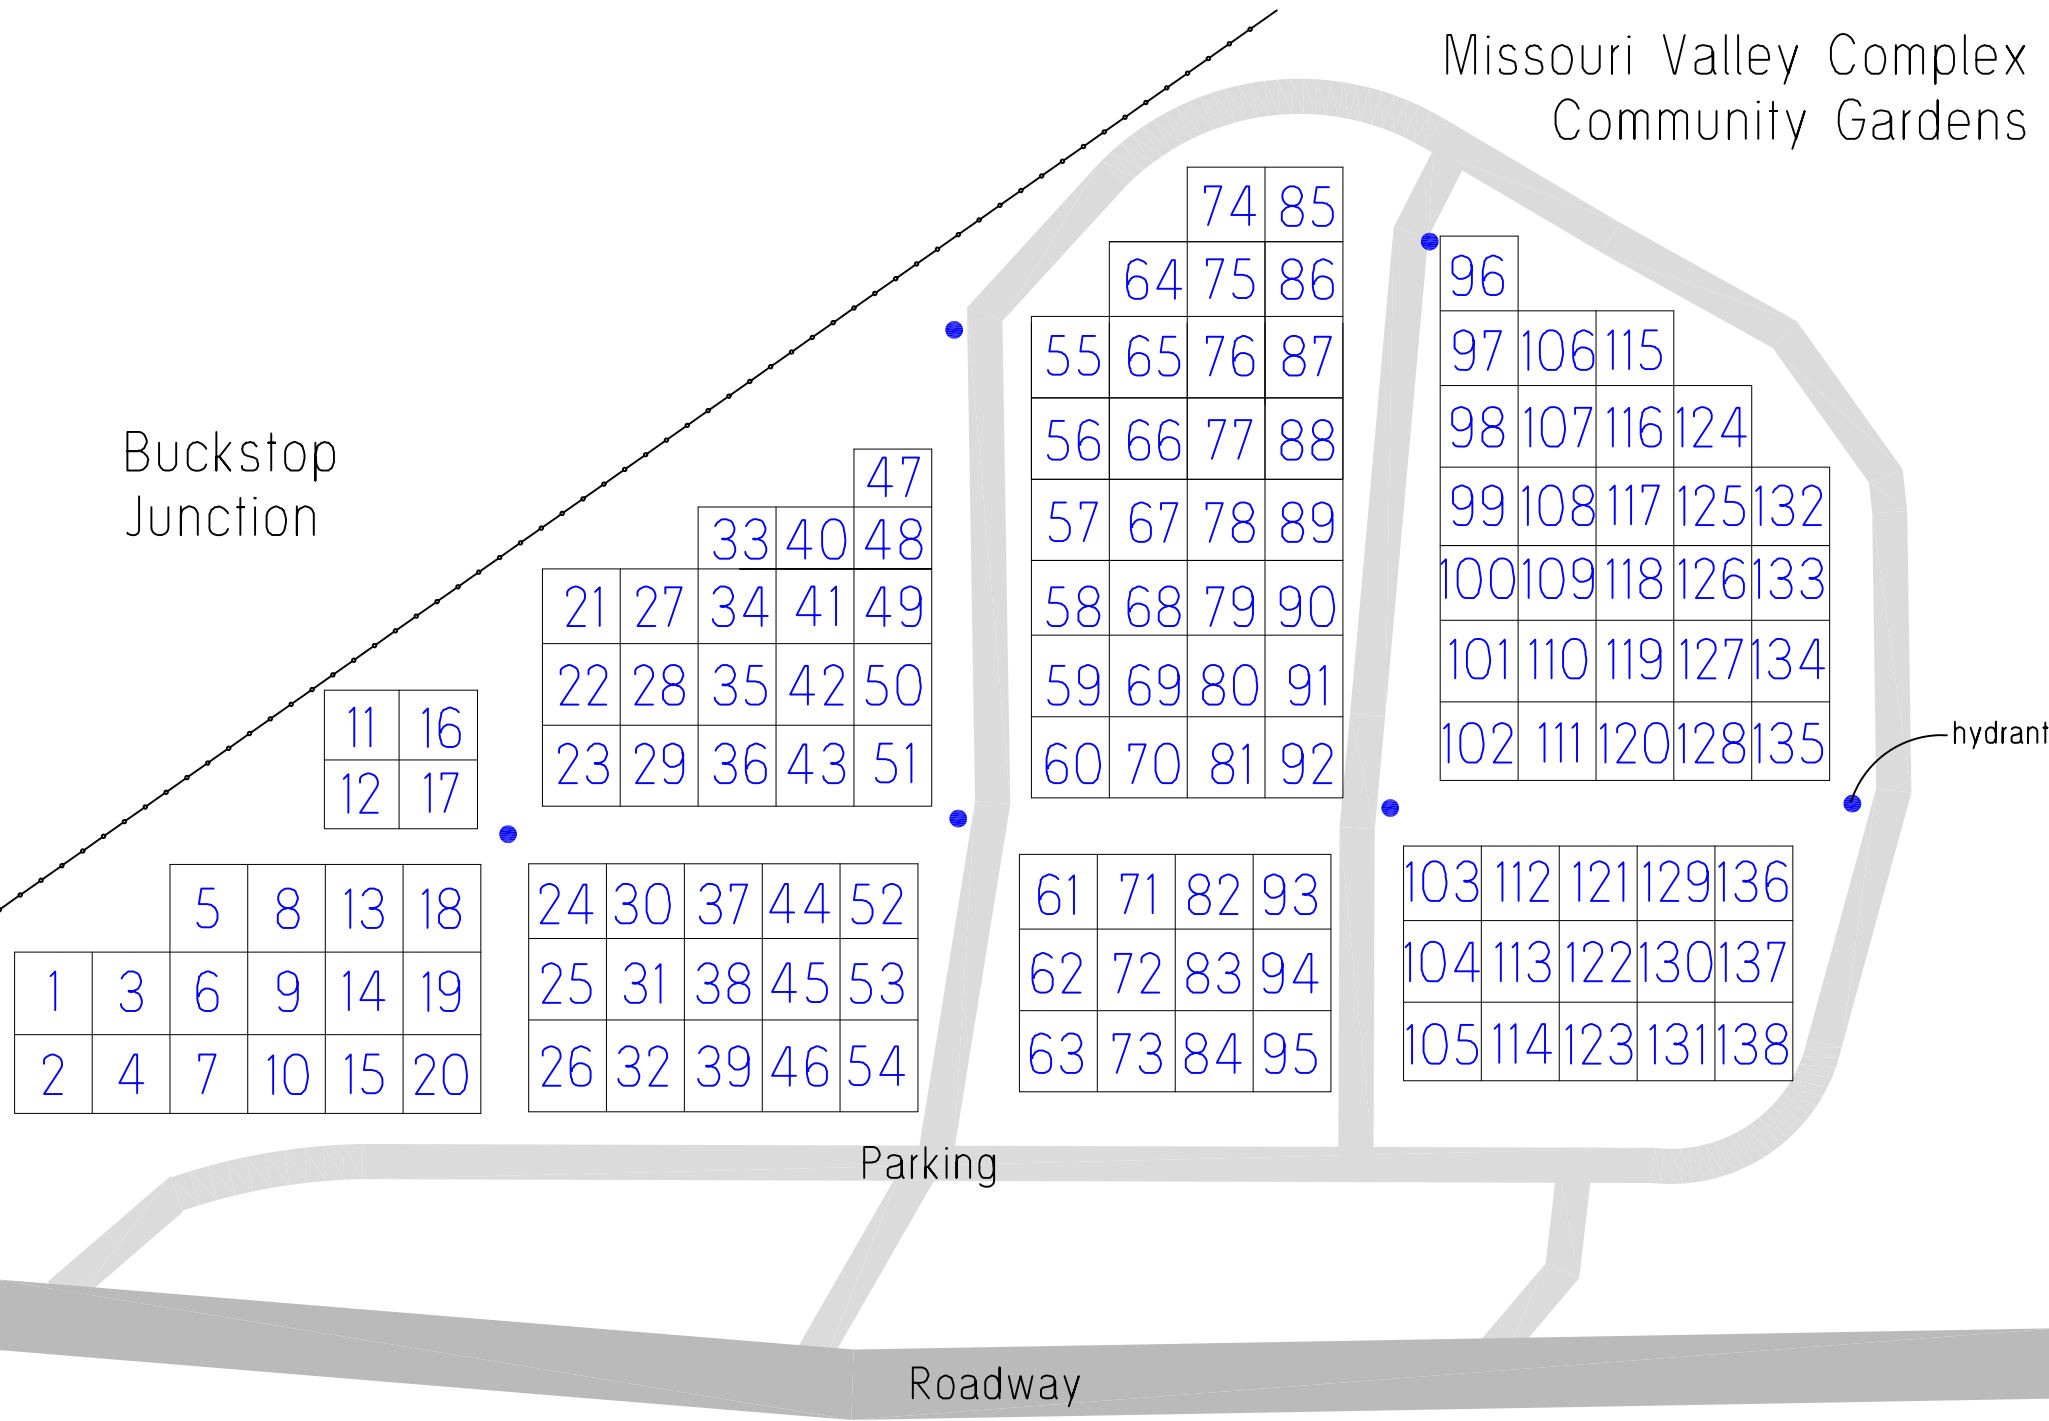 Missouri Valley Complex
Community Gardens
74 85
64 75 86
96
55 65 76 87
97 106 115
56 66 77 88
98 107 116 124
Buckstop
Junction
47
57 67 78 89
99 108 117 125 132
33 40 48
21 27 34 41 49
58 68 79 90
100 109 118 126 133
22 28 35 42 50
59 69 80 91
101 110 119 127 134
11 16
hydrant
23 29 36 43 51
60 70 81 92
102 111 120 128 135
12 17
5 8 13 18
24 30 37 44 52
61 71 82 93
103 112 121 129 136
1 3 6 9 14 19
25 31 38 45 53
62 72 83 94
104 113 122 130 137
2 4 7 10 15 20
26 32 39 46 54
63 73 84 95
105 114 123 131 138
Parking
Roadway